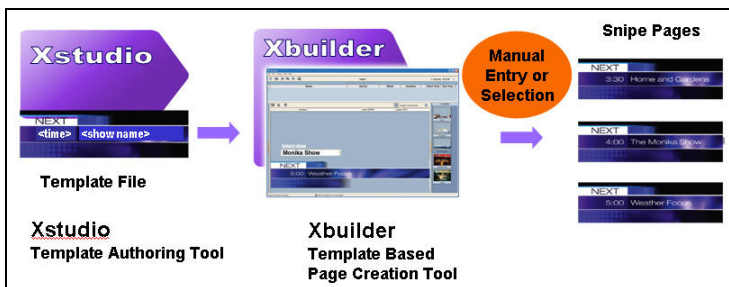 Xstudio
NEXT
<time> <show name>
Template File
Xstudio
Template Authoring Tool
Xbuilder
Select show
Monika Show
NEXT
5:00 Weather Focus
Xbuilder
Template Based
Page Creation Tool
Manual
Entry or
Selection
Snipe Pages
NEXT
3:30 Home and Gardens
NEXT
4:00 The Monika Show
NEXT
5:00 Weather Focus